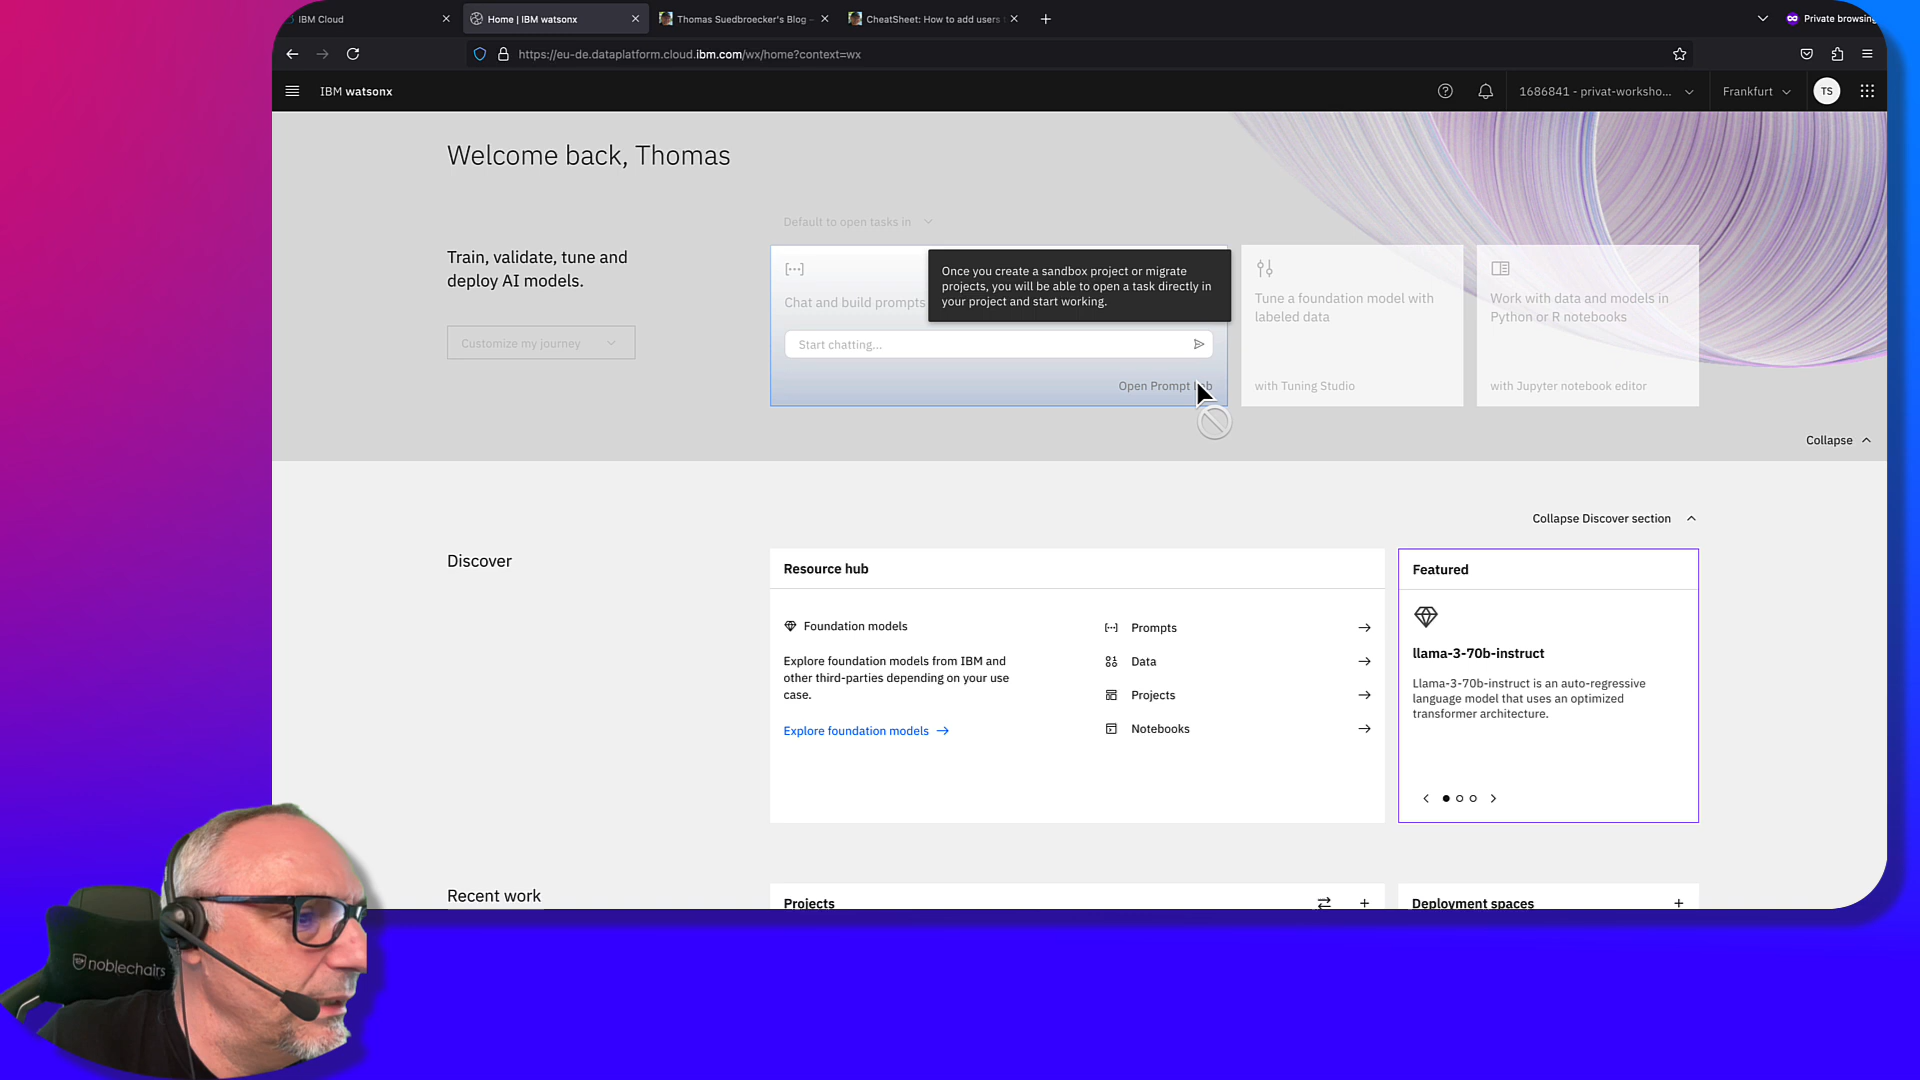 IBM Cloud
Home | IBM watsonx
Thomas Suedbroecker's Blog –
CheatSheet: How to add users
Private browsing
https://eu-de.dataplatform.cloud.ibm.com/wx/home?context=wx
IBM watsonx
1686841 - privat-worksho...
Frankfurt
TS
Welcome back, Thomas
Default to open tasks in
Train, validate, tune and
deploy AI models.
Customize my journey
Chat and build prompts
Once you create a sandbox project or migrate
projects, you will be able to open a task directly in
your project and start working.
Start chatting...
Open Prompt Lab
Tune a foundation model with
labeled data
with Tuning Studio
Work with data and models in
Python or R notebooks
with Jupyter notebook editor
Collapse
Collapse Discover section
Discover
Resource hub
Foundation models
Explore foundation models from IBM and
other third-parties depending on your use
case.
Explore foundation models
Prompts
Data
Projects
Notebooks
Featured
llama-3-70b-instruct
Llama-3-70b-instruct is an auto-regressive
language model that uses an optimized
transformer architecture.
Recent work
Projects
Deployment spaces
noblechairs